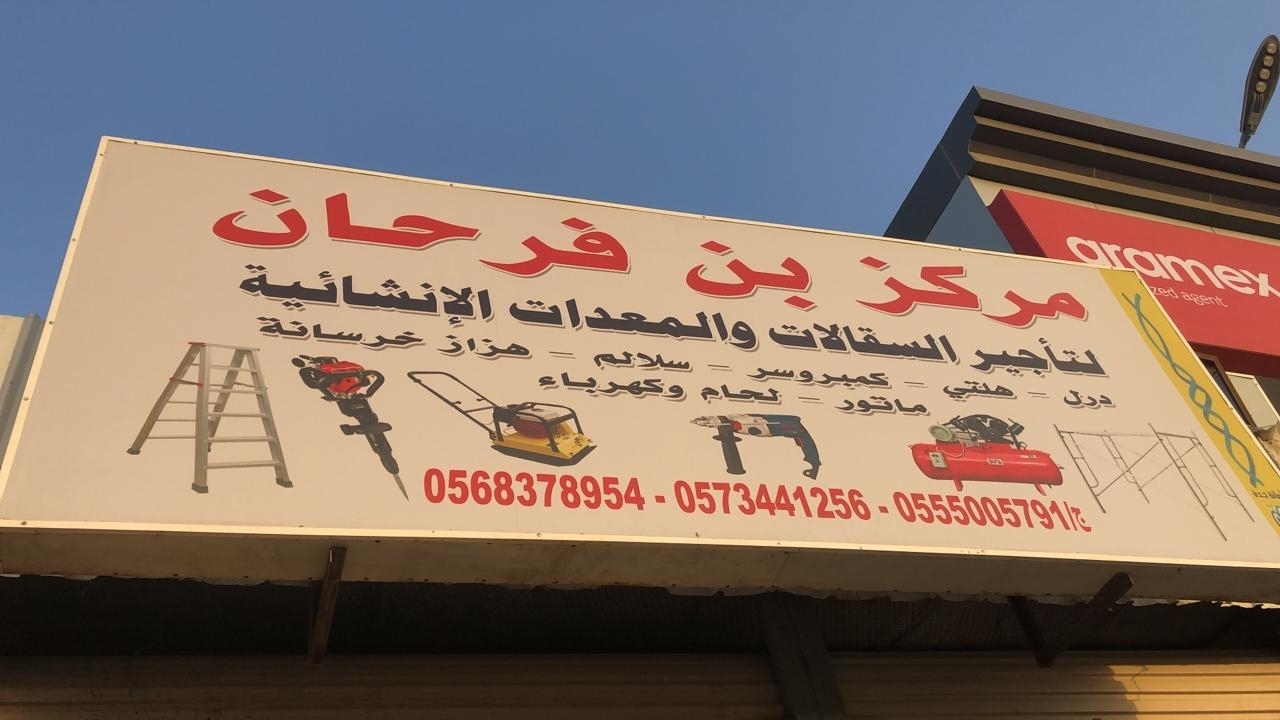 مركز بن فرحان
لتأجير السقالات والمعدات الإنشائية
درل - هلتي - كمبروسر - سلالم - هزاز خرسانة
ماتور - لحام وكهرباء
0568378954 - 0573441256 - 0555005791/ج
aramex
zed agent